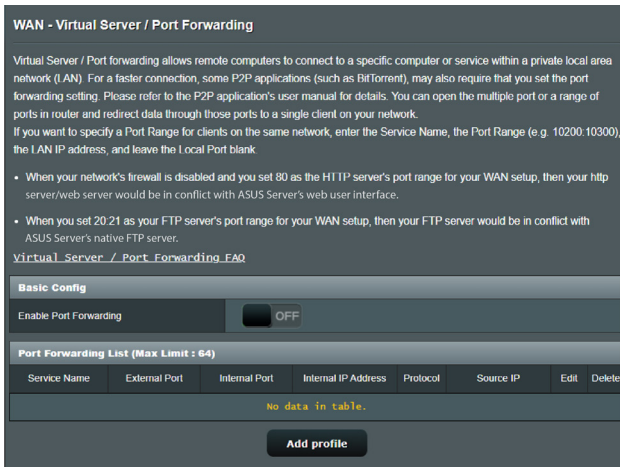 WAN - Virtual Server / Port Forwarding
Virtual Server / Port forwarding allows remote computers to connect to a specific computer or service within a private local area
network (LAN). For a faster connection, some P2P applications (such as BitTorrent), may also require that you set the port
forwarding setting. Please refer to the P2P application's user manual for details. You can open the multiple port or a range of
ports in router and redirect data through those ports to a single client on your network.
If you want to specify a Port Range for clients on the same network, enter the Service Name, the Port Range (e.g. 10200:10300),
the LAN IP address, and leave the Local Port blank.
• When your network's firewall is disabled and you set 80 as the HTTP server's port range for your WAN setup, then your http
server/web server would be in conflict with ASUS Server's web user interface.
• When you set 20:21 as your FTP server's port range for your WAN setup, then your FTP server would be in conflict with
ASUS Server's native FTP server.
Virtual Server / Port Forwarding FAQ
Basic Config
Enable Port Forwarding OFF
Port Forwarding List (Max Limit : 64)
Service Name External Port Internal Port Internal IP Address Protocol Source IP Edit Delete
No data in table.
Add profile